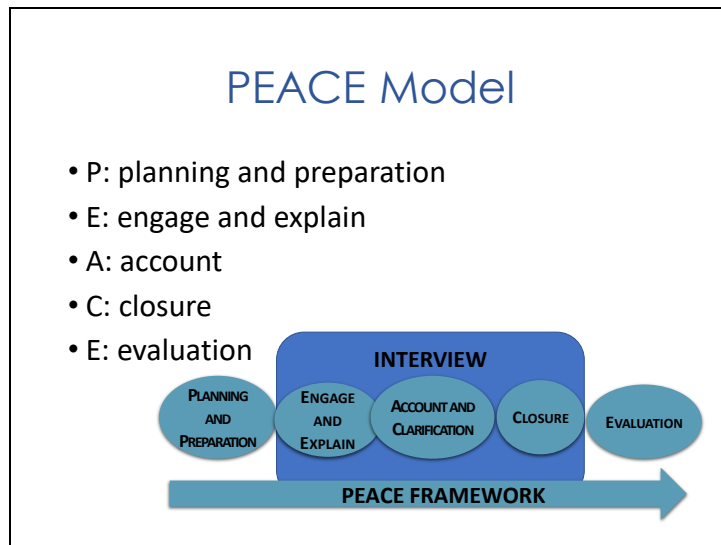 PEACE Model
• P: planning and preparation
• E: engage and explain
• A: account
• C: closure
• E: evaluation
INTERVIEW
PLANNING
AND
PREPARATION
ENGAGE
AND
EXPLAIN
ACCOUNT AND
CLARIFICATION
CLOSURE
EVALUATION
PEACE FRAMEWORK